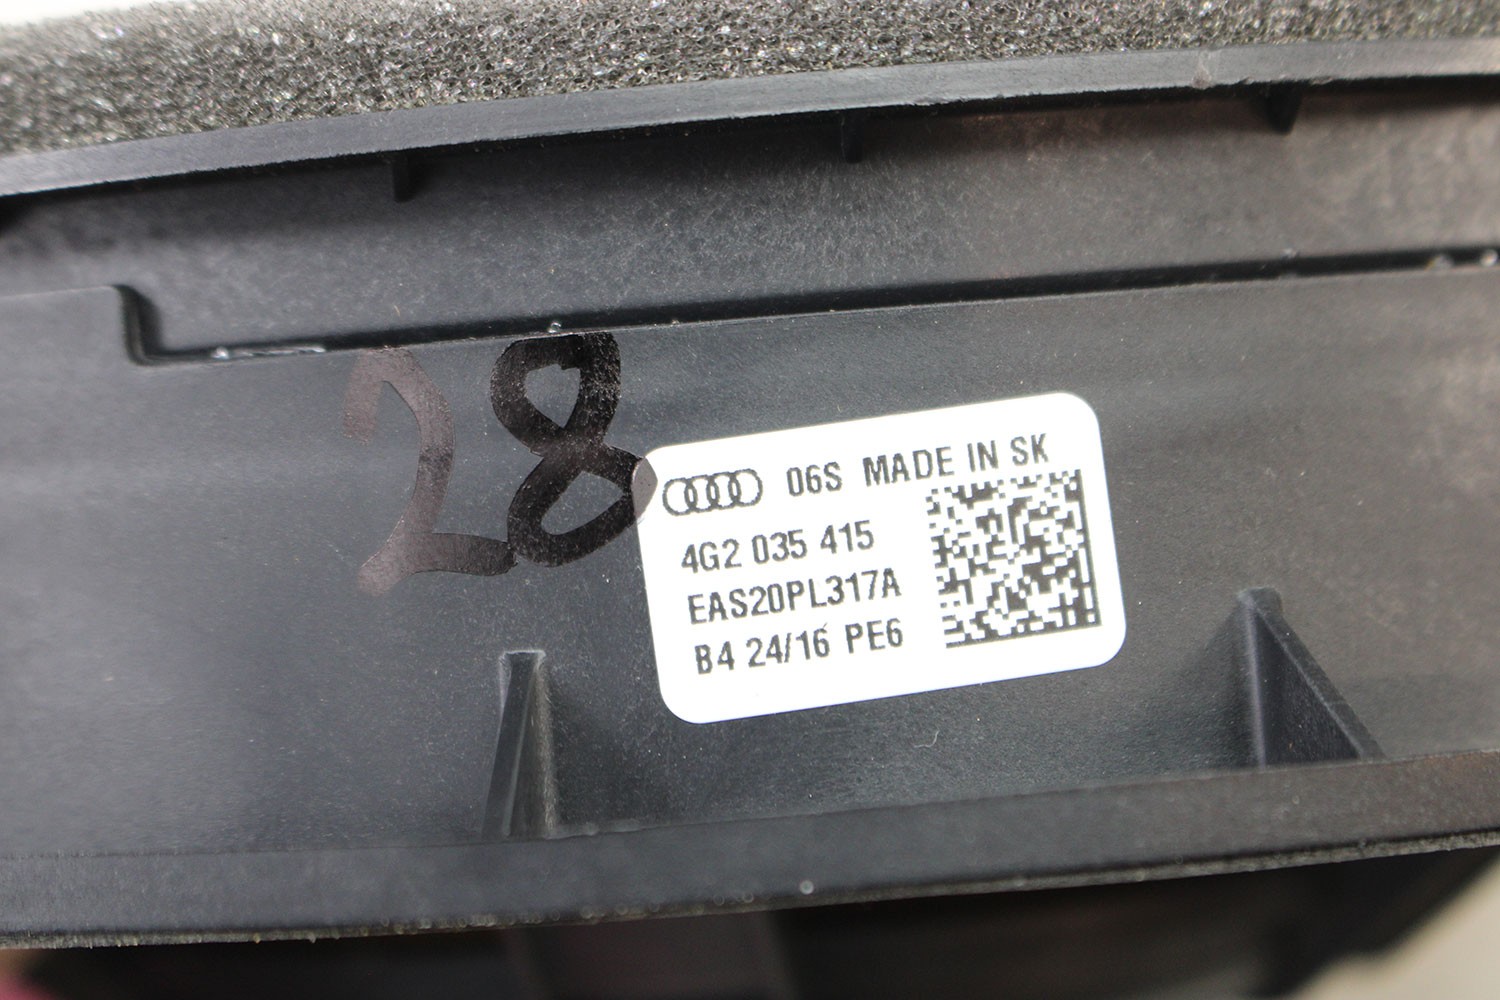 28
06S MADE IN SK
4G2 035 415
EAS20PL317A
B4 24/16 PE6